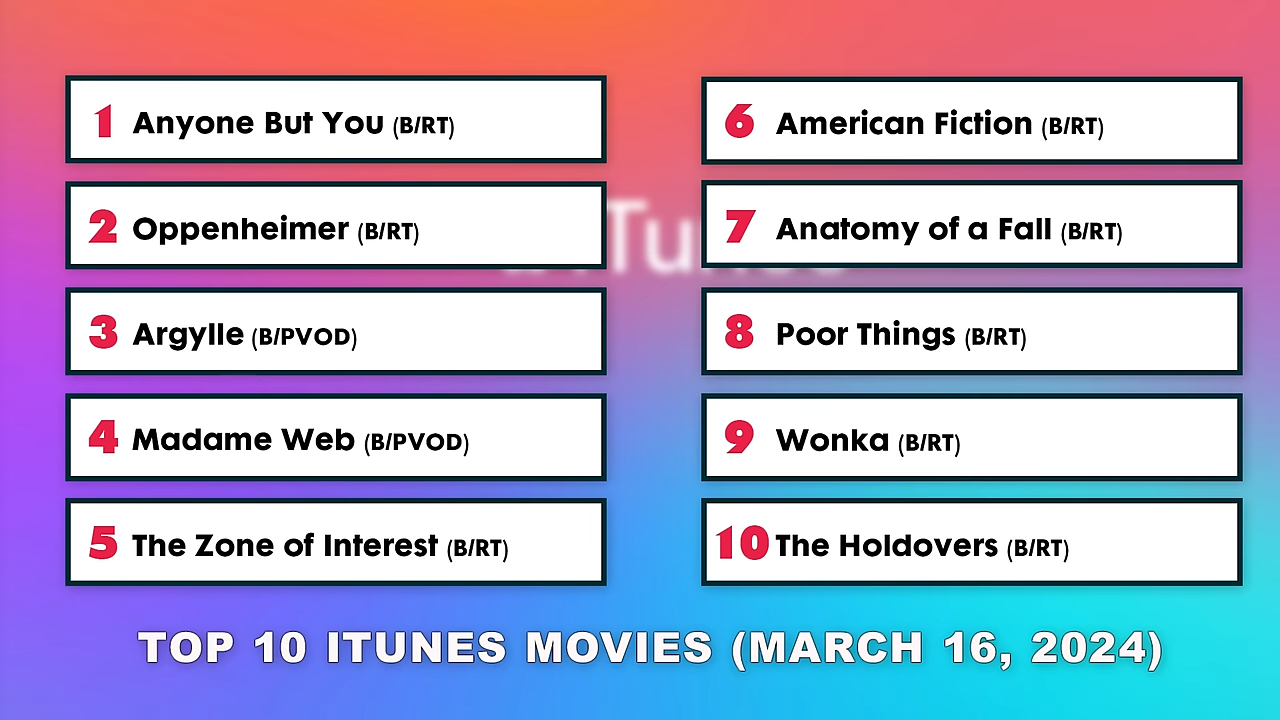 1 Anyone But You (B/RT)
2 Oppenheimer (B/RT)
3 Argylle (B/PVOD)
4 Madame Web (B/PVOD)
5 The Zone of Interest (B/RT)
6 American Fiction (B/RT)
7 Anatomy of a Fall (B/RT)
8 Poor Things (B/RT)
9 Wonka (B/RT)
10 The Holdovers (B/RT)
TOP 10 ITUNES MOVIES (MARCH 16, 2024)